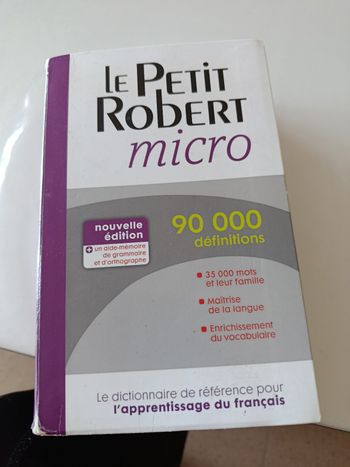 Le Petit
Robert
micro
nouvelle
édition
+ un aide-mémoire
de grammaire
et d'orthographe
90 000
définitions
35 000 mots
et leur famille
Maîtrise
de la langue
Enrichissement
du vocabulaire
Le dictionnaire de référence pour
l'apprentissage du français